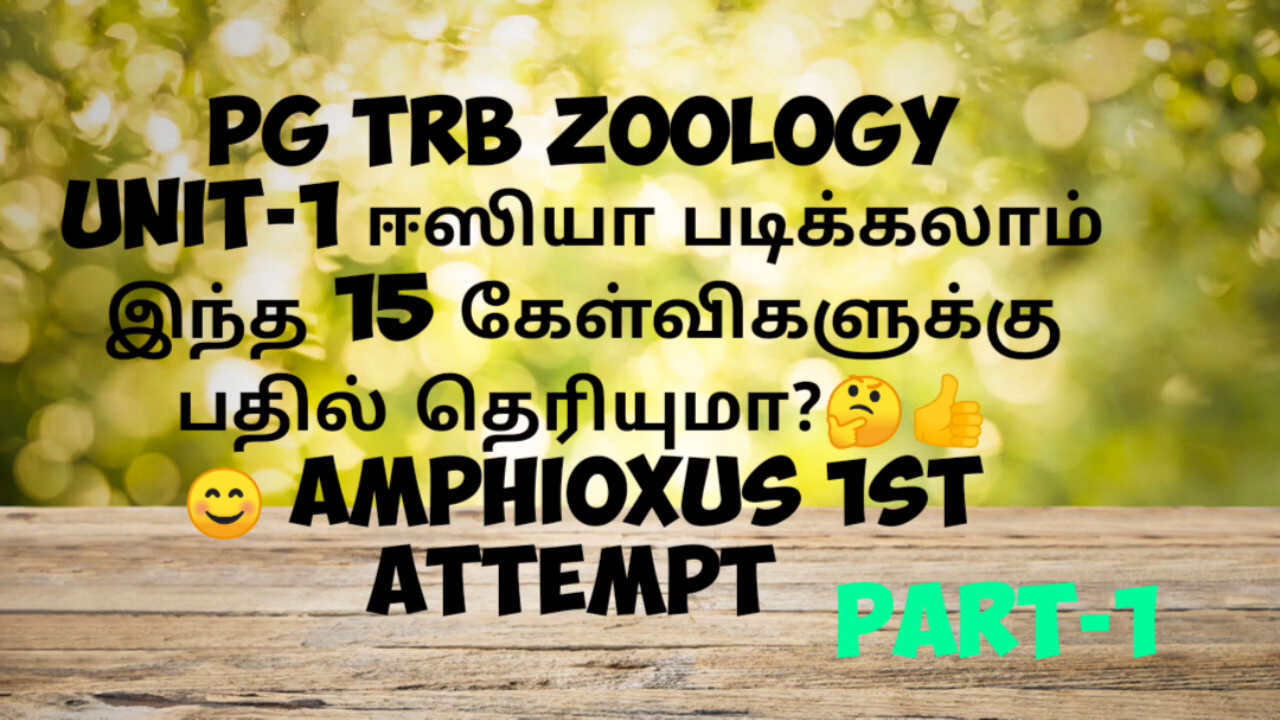 PG TRB ZOOLOGY
UNIT-1 ஈஸியா படிக்கலாம்
இந்த 15 கேள்விகளுக்கு
பதில் தெரியுமா?🤔👍
😊 AMPHIOXUS 1ST
ATTEMPT
PART-1